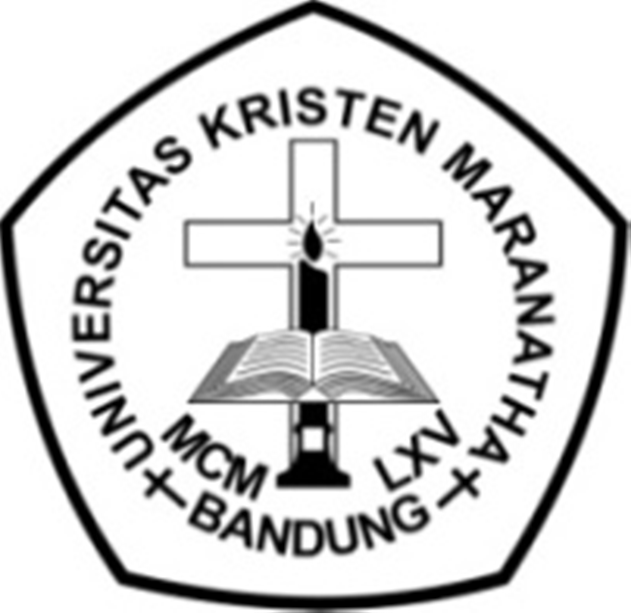 UNIVERSITAS KRISTEN MARANATHA
MCM LXV
BANDUNG